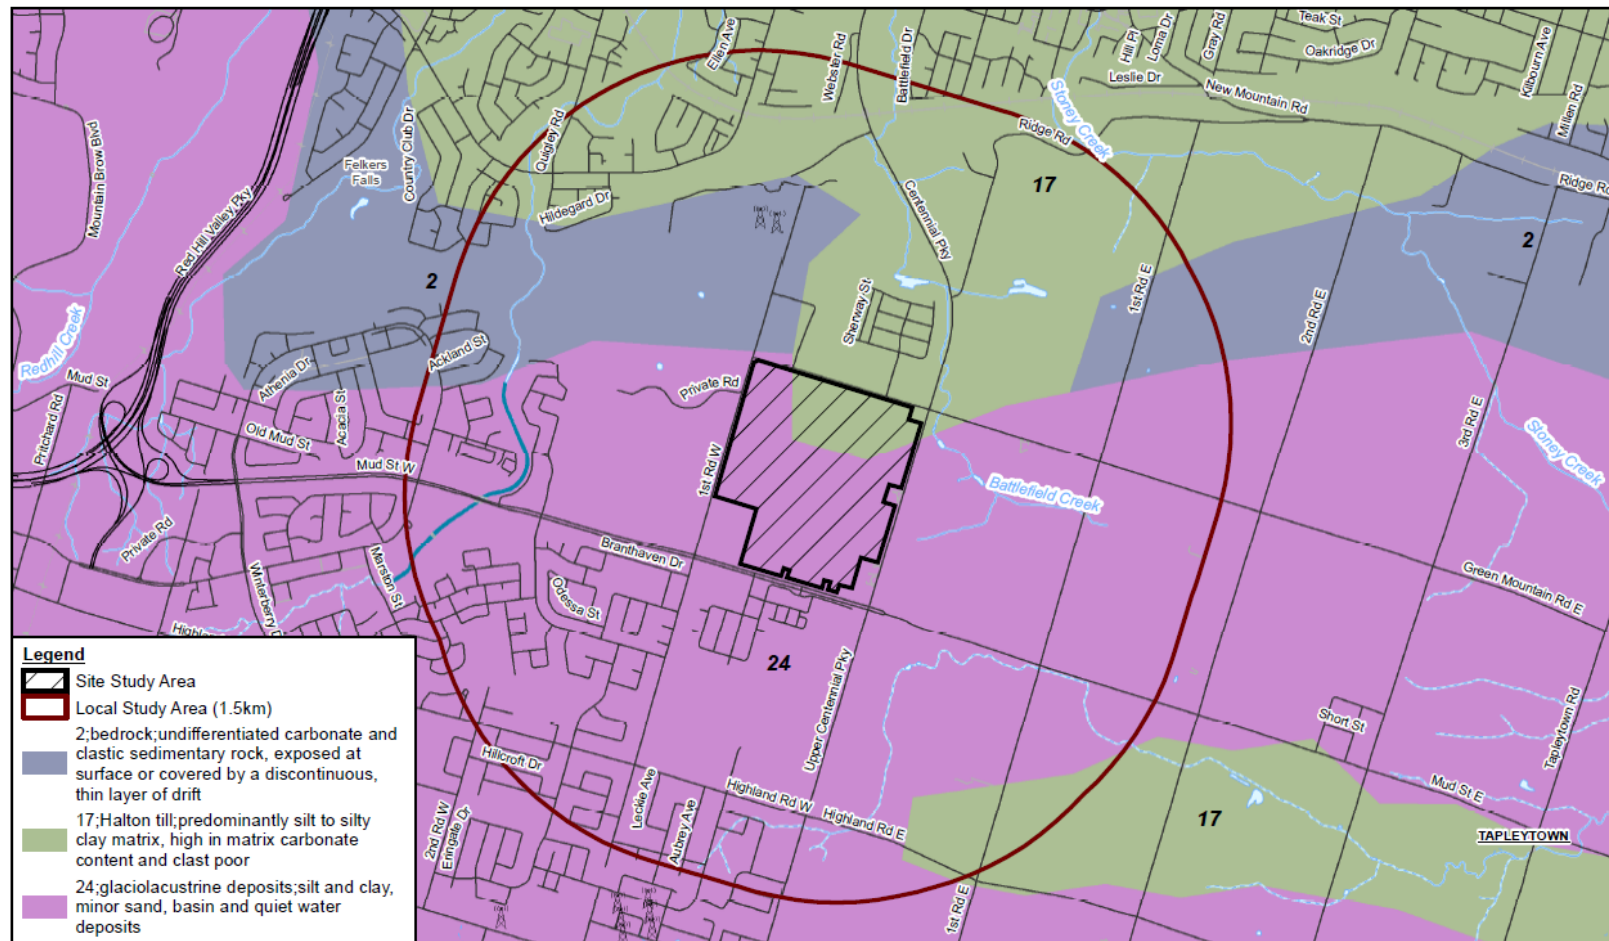 Teak St
Oakridge Dr
Hill Pl
Loma Dr
Gray Rd
Kilbourn Ave
Ellen Ave
Webster Rd
Battlefield Dr
Leslie Dr
New Mountain Rd
Millen Rd
Stoney Creek
Ridge Rd
Mountain Brow Blvd
Country Club Dr
Quigley Rd
Felkers
Falls
Hildegard Dr
Centennial Pky
17
Ridge Rd
Red Hill Valley Pky
2
2
1st Rd E
2nd Rd E
Sherway St
Redhill Creek
Ackland St
Athenia Dr
Mud St
Private Rd
Pritchard Rd
Acacia St
Old Mud St
3rd Rd E
Stoney Creek
Mud St W
1st Rd W
Battlefield Creek
Private Rd
Branthaven Dr
Marston St
Winterberry D
Odessa St
Green Mountain Rd E
24
Upper Centennial Pky
Short St
Tapleytown Rd
Hillcroft Dr
Leckie Ave
Highland Rd W
Highland Rd E
Mud St E
2nd Rd W
Eringate Dr
Aubrey Ave
17
TAPLEYTOWN
1st Rd E
Legend
Site Study Area
Local Study Area (1.5km)
2;bedrock;undifferentiated carbonate and
clastic sedimentary rock, exposed at
surface or covered by a discontinuous,
thin layer of drift
17;Halton till;predominantly silt to silty
clay matrix, high in matrix carbonate
content and clast poor
24;glaciolacustrine deposits;silt and clay,
minor sand, basin and quiet water
deposits